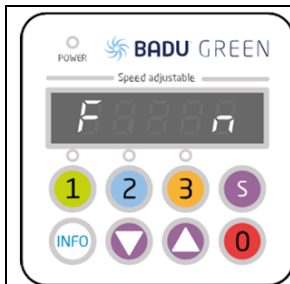 POWER
BADU GREEN
Speed adjustable
F n
1 2 3 S
INFO 0